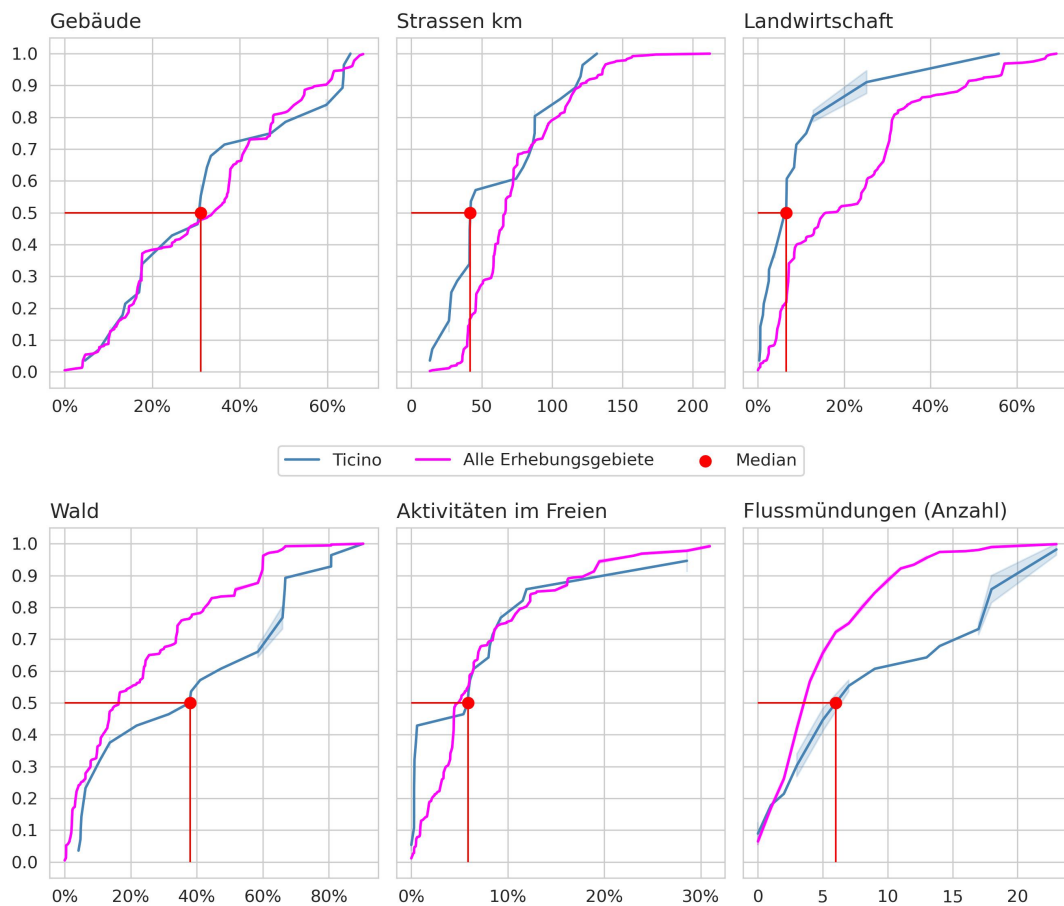 Gebäude
Strassen km
Landwirtschaft
1.0
0.9
0.8
0.7
0.6
0.5
0.4
0.3
0.2
0.1
0.0
0% 20% 40% 60%
0 50 100 150 200
0% 20% 40% 60%
Ticino
Alle Erhebungsgebiete
Median
Wald
Aktivitäten im Freien
Flussmündungen (Anzahl)
1.0
0.9
0.8
0.7
0.6
0.5
0.4
0.3
0.2
0.1
0.0
0% 20% 40% 60% 80%
0 10% 20% 30%
0 5 10 15 20